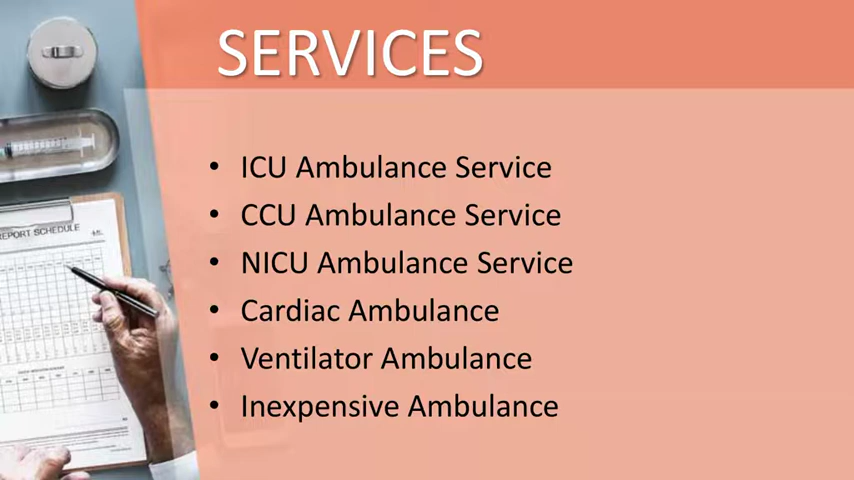 SERVICES
REPORT SCHEDULE
• ICU Ambulance Service
• CCU Ambulance Service
• NICU Ambulance Service
• Cardiac Ambulance
• Ventilator Ambulance
• Inexpensive Ambulance